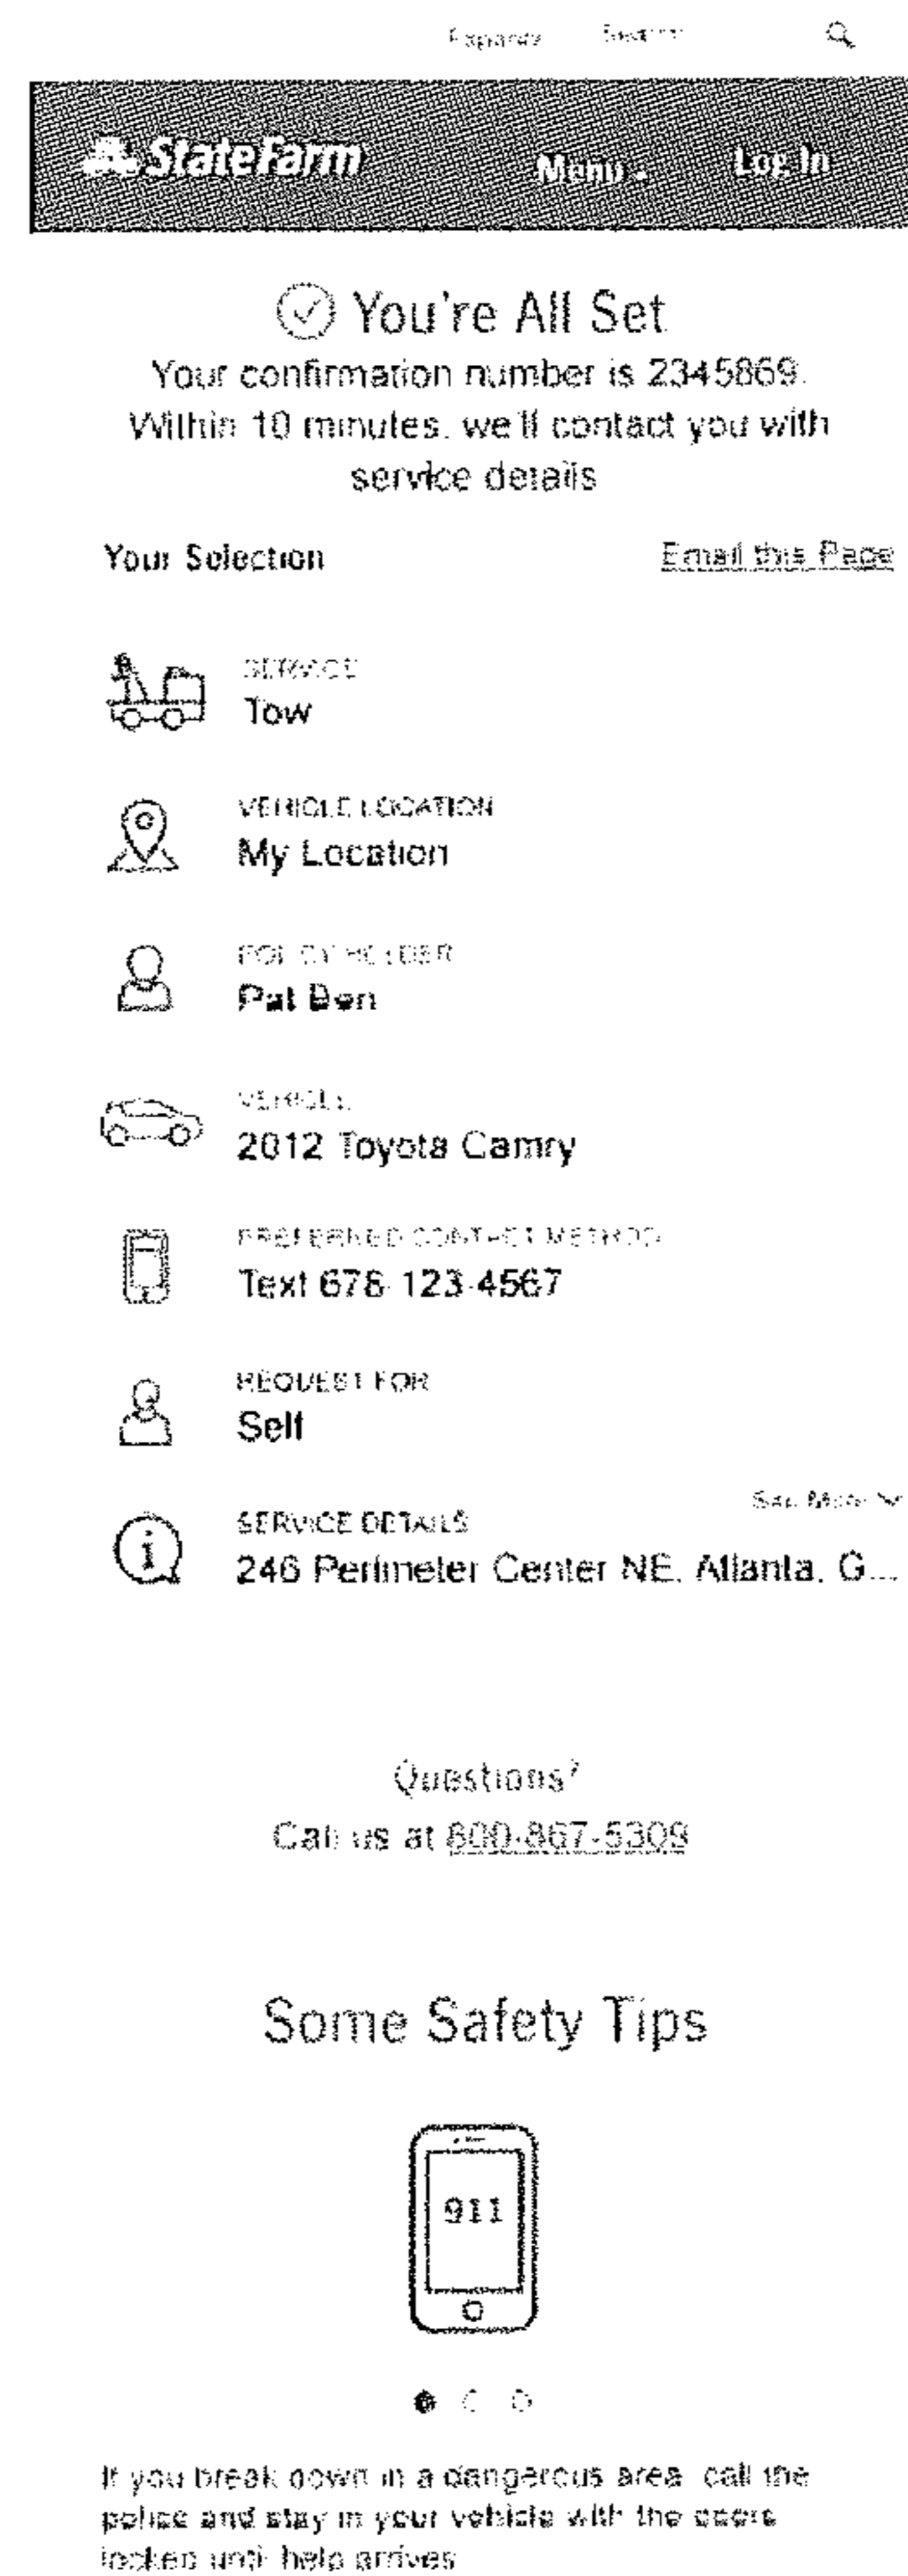 Español Search
StateFarm Menu Log In
You're All Set
Your confirmation number is 2345869.
Within 10 minutes, we'll contact you with
service details
Your Selection Email this Page
SERVICE
Tow
VEHICLE LOCATION
My Location
POLICY HOLDER
Pat Ben
VEHICLE
2012 Toyota Camry
PREFERRED CONTACT METHOD
Text 678-123-4567
REQUEST FOR
Self
See More
SERVICE DETAILS
246 Perimeter Center NE, Atlanta, G...
Questions?
Call us at 800-867-5309
Some Safety Tips
911
If you break down in a dangerous area, call the
police and stay in your vehicle with the doors
locked until help arrives